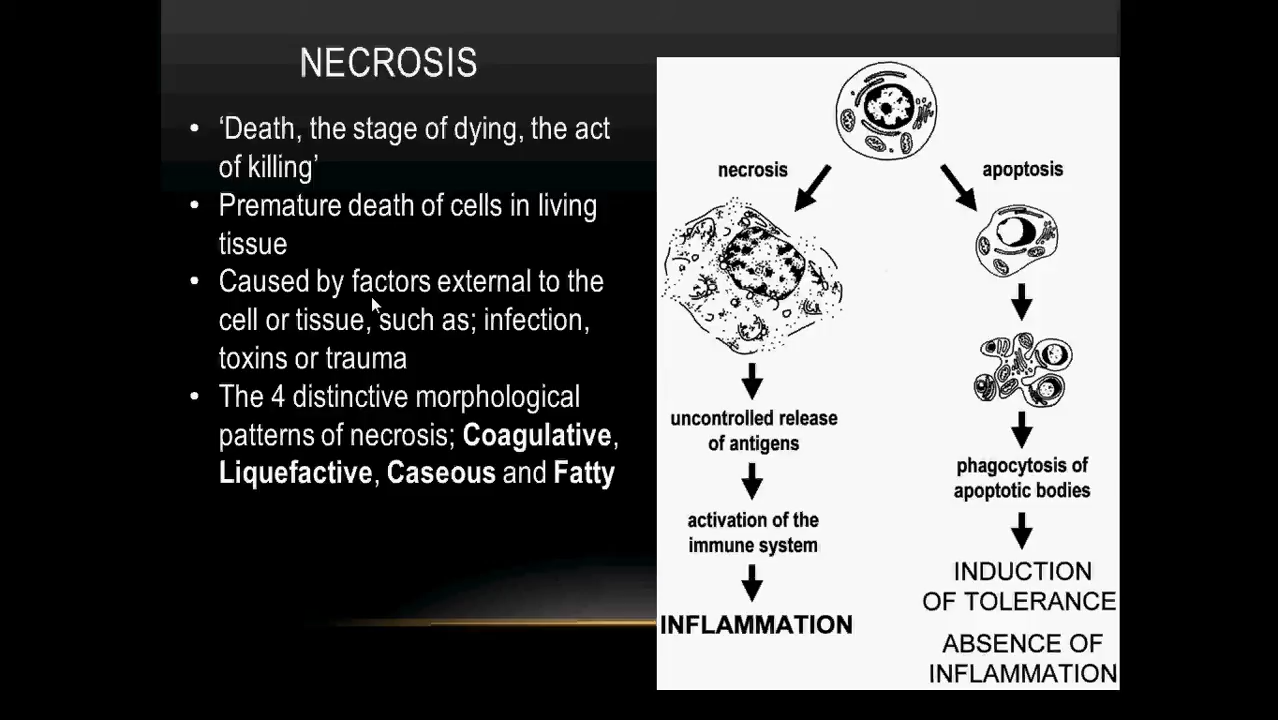 NECROSIS
• ‘Death, the stage of dying, the act
of killing’
• Premature death of cells in living
tissue
• Caused by factors external to the
cell or tissue, such as; infection,
toxins or trauma
• The 4 distinctive morphological
patterns of necrosis; Coagulative,
Liquefactive, Caseous and Fatty
necrosis
apoptosis
uncontrolled release
of antigens
activation of the
immune system
INFLAMMATION
phagocytosis of
apoptotic bodies
INDUCTION
OF TOLERANCE
ABSENCE OF
INFLAMMATION